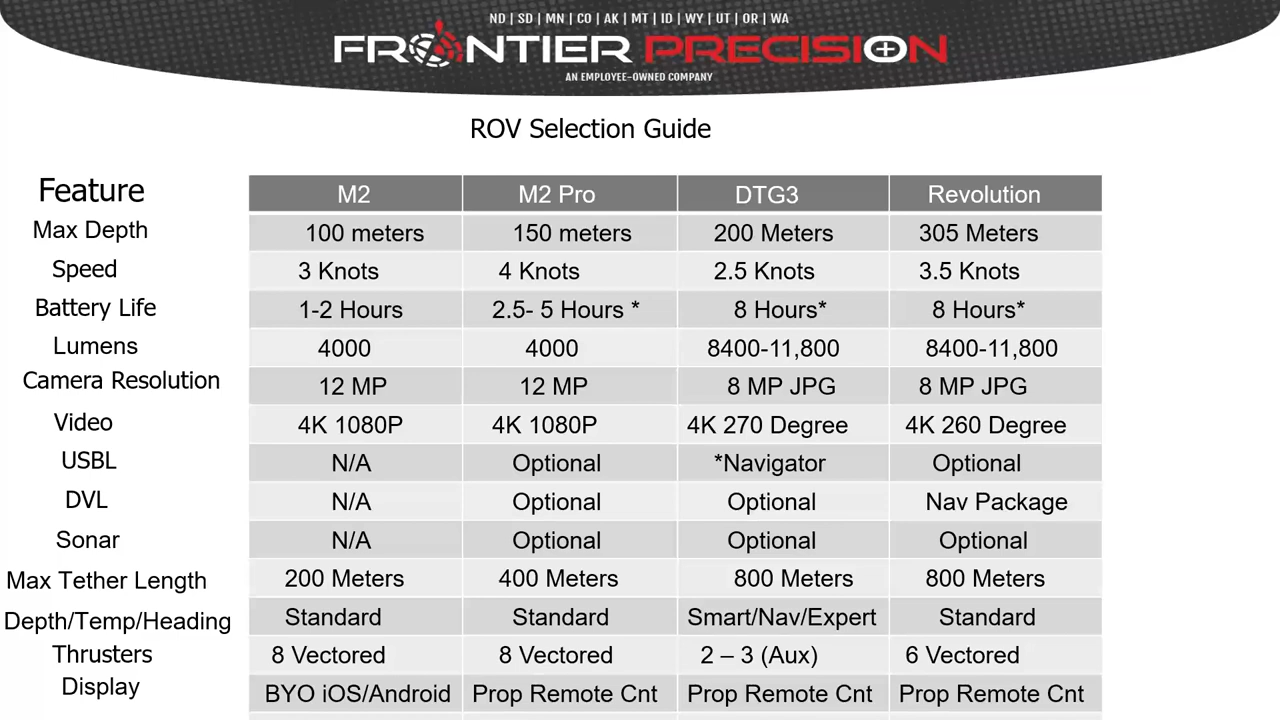 ND | SD | MN | CO | AK | MT | ID | WY | UT | OR | WA
FRONTIER PRECISION
AN EMPLOYEE-OWNED COMPANY
ROV Selection Guide
Feature M2 M2 Pro DTG3 Revolution
Max Depth 100 meters 150 meters 200 Meters 305 Meters
Speed 3 Knots 4 Knots 2.5 Knots 3.5 Knots
Battery Life 1-2 Hours 2.5- 5 Hours * 8 Hours* 8 Hours*
Lumens 4000 4000 8400-11,800 8400-11,800
Camera Resolution 12 MP 12 MP 8 MP JPG 8 MP JPG
Video 4K 1080P 4K 1080P 4K 270 Degree 4K 260 Degree
USBL N/A Optional *Navigator Optional
DVL N/A Optional Optional Nav Package
Sonar N/A Optional Optional Optional
Max Tether Length 200 Meters 400 Meters 800 Meters 800 Meters
Depth/Temp/Heading Standard Standard Smart/Nav/Expert Standard
Thrusters 8 Vectored 8 Vectored 2 – 3 (Aux) 6 Vectored
Display BYO iOS/Android Prop Remote Cnt Prop Remote Cnt Prop Remote Cnt